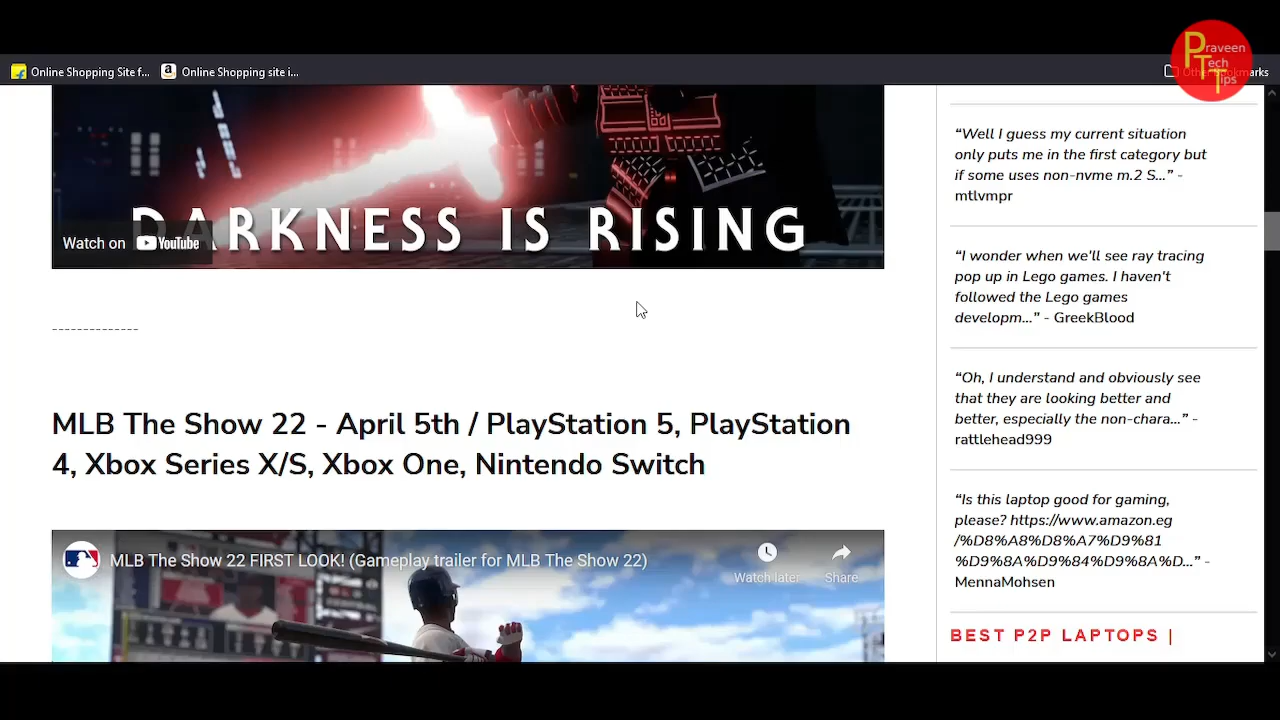 Online Shopping Site f...
Online Shopping site i...
Other bookmarks
Praveen
Tech
Tips
DARKNESS IS RISING
Watch on YouTube
--------------
MLB The Show 22 - April 5th / PlayStation 5, PlayStation
4, Xbox Series X/S, Xbox One, Nintendo Switch
MLB The Show 22 FIRST LOOK! (Gameplay trailer for MLB The Show 22)
Watch later
Share
“Well I guess my current situation
only puts me in the first category but
if some uses non-nvme m.2 S...” -
mtlvmpr
“I wonder when we'll see ray tracing
pop up in Lego games. I haven't
followed the Lego games
developm...” - GreekBlood
“Oh, I understand and obviously see
that they are looking better and
better, especially the non-chara...” -
rattlehead999
“Is this laptop good for gaming,
please? https://www.amazon.eg
/%D8%A8%D8%A7%D9%81
%D9%8A%D9%84%D9%8A%D...” -
MennaMohsen
BEST P2P LAPTOPS |